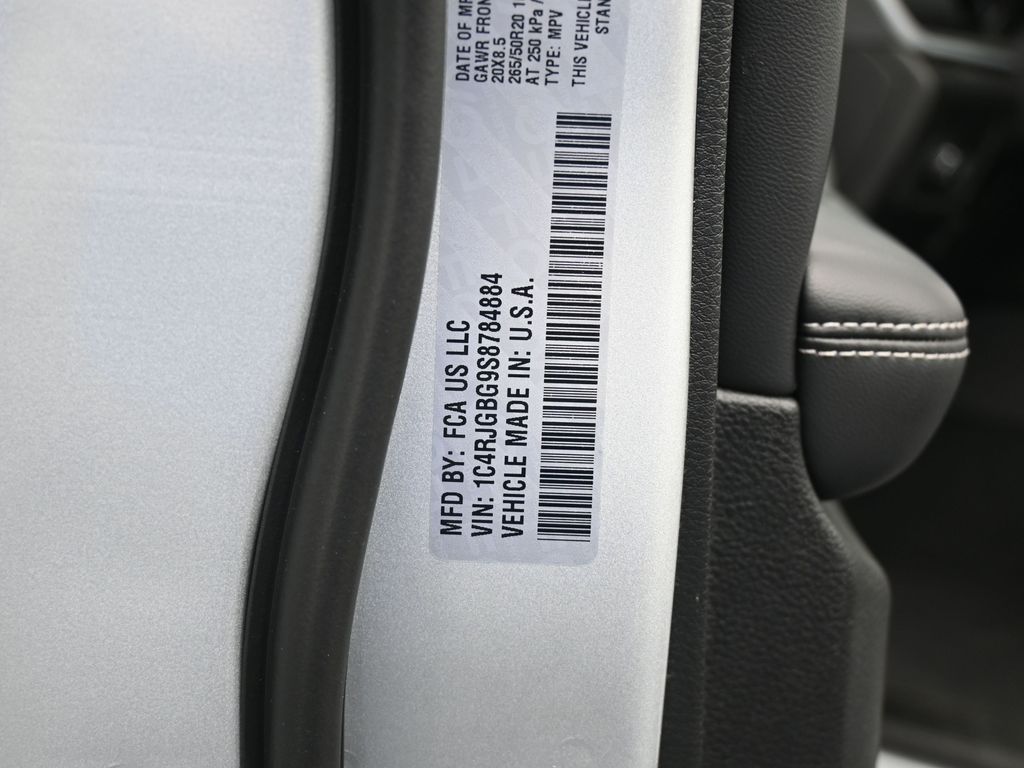 MFD BY: FCA US LLC
VIN: 1C4RJGBG9S8784884
VEHICLE MADE IN: U.S.A.
DATE OF
GAWR FRON
20X8.5
265/50R20
AT 250 kPa /
TYPE: MPV
THIS VEHICLE
STAN